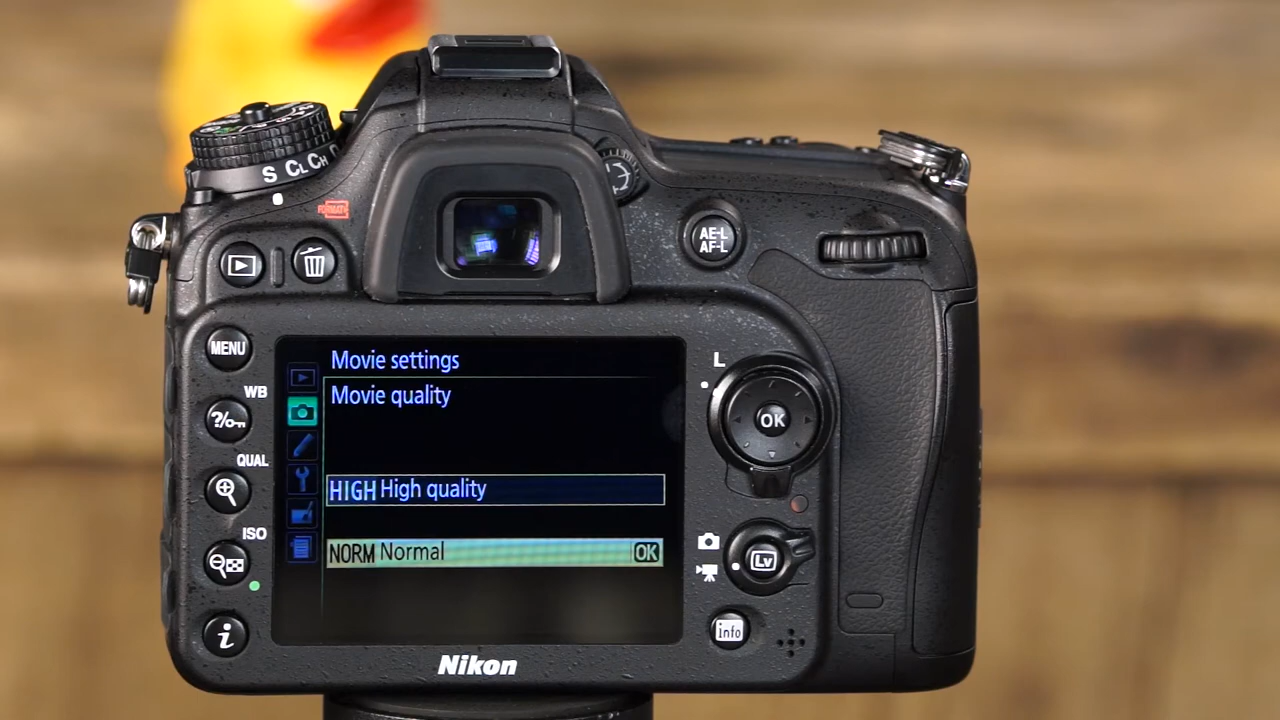 S CL CH
FORMAT
AE-L
AF-L
MENU
WB
?
QUAL
ISO
i
Movie settings
Movie quality
HIGH High quality
NORM Normal OK
L
OK
Lv
info
Nikon